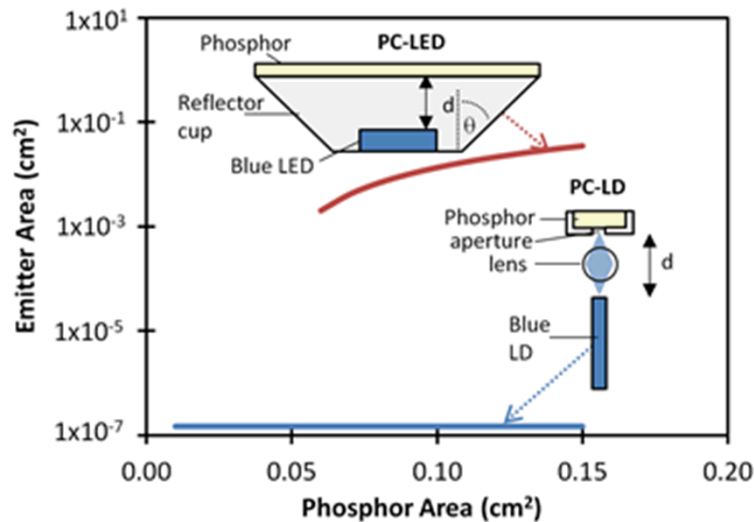 1x10¹
1x10⁻¹
1x10⁻³
1x10⁻⁵
1x10⁻⁷
Emitter Area (cm²)
Phosphor
PC-LED
Reflector
cup
d
θ
Blue LED
PC-LD
Phosphor
aperture
lens
d
Blue
LD
0.00
0.05
0.10
0.15
0.20
Phosphor Area (cm²)